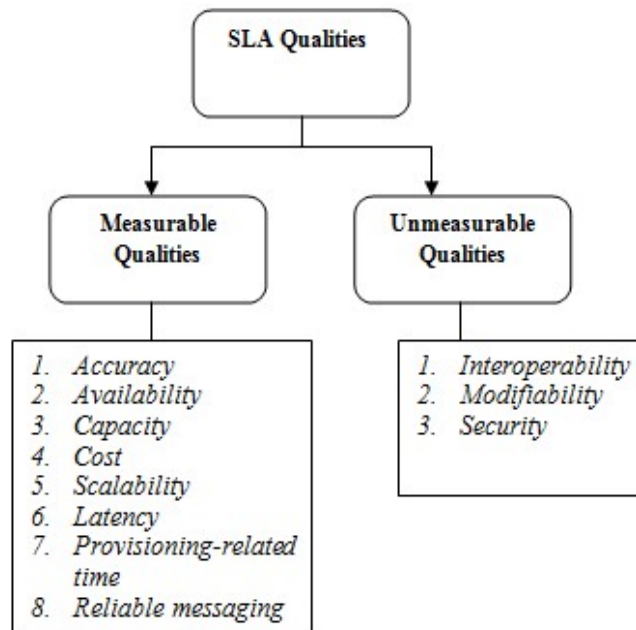 SLA Qualities
Measurable
Qualities
Unmeasurable
Qualities
1. Accuracy
2. Availability
3. Capacity
4. Cost
5. Scalability
6. Latency
7. Provisioning-related
time
8. Reliable messaging
1. Interoperability
2. Modifiability
3. Security